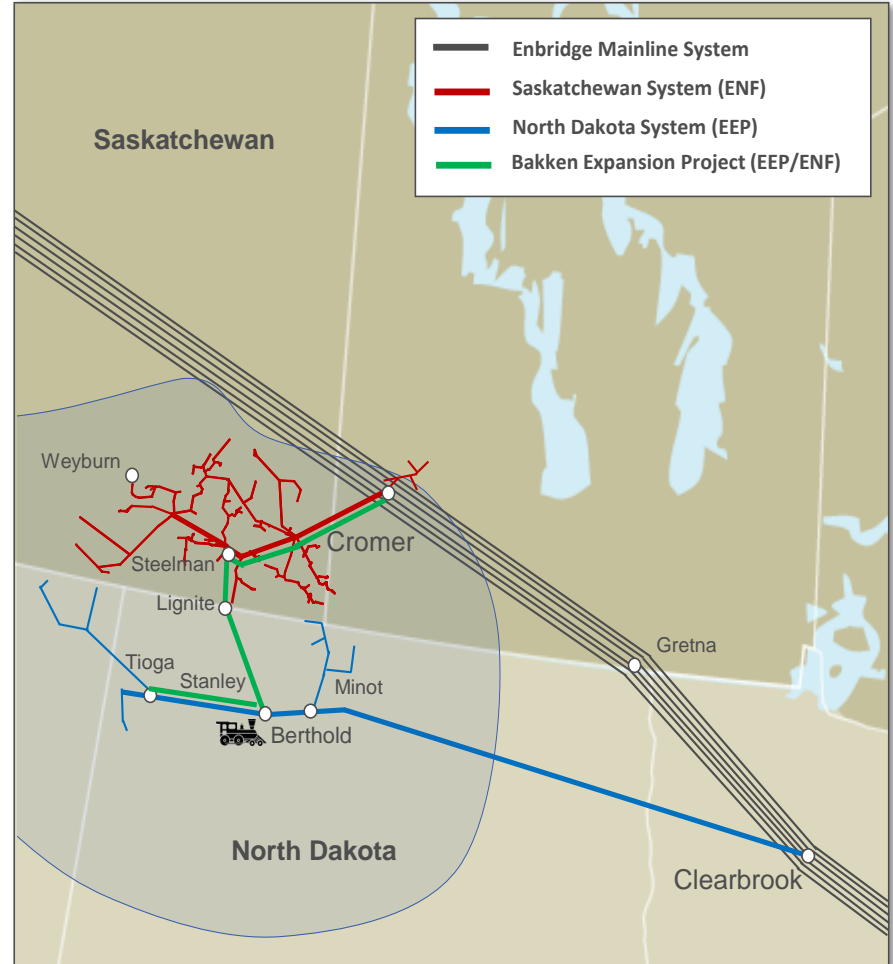 Enbridge Mainline System
Saskatchewan System (ENF)
North Dakota System (EEP)
Bakken Expansion Project (EEP/ENF)
Saskatchewan
Weyburn
Cromer
Steelman
Lignite
Gretna
Tioga
Stanley
Minot
Berthold
North Dakota
Clearbrook